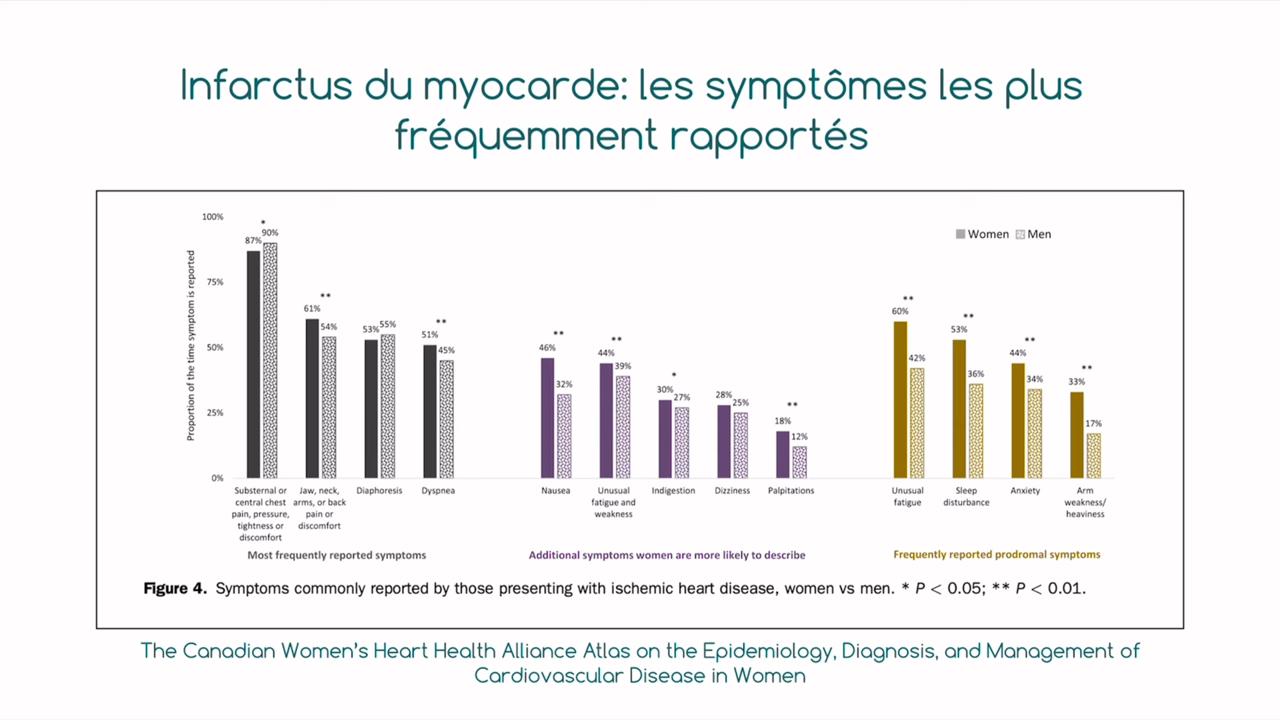 Infarctus du myocarde: les symptômes les plus
fréquemment rapportés
Proportion of the time symptom is reported
100%
75%
50%
25%
0%
Women Men
*
87% 90%
**
61% 54%
53% 55%
**
51% 45%
**
46% 32%
**
44% 39%
*
30% 27%
28% 25%
**
18% 12%
**
60% 42%
**
53% 36%
**
44% 34%
**
33% 17%
Substernal or
central chest
pain, pressure,
tightness or
discomfort
Jaw, neck,
arms, or back
pain or
discomfort
Diaphoresis
Dyspnea
Nausea
Unusual
fatigue and
weakness
Indigestion
Dizziness
Palpitations
Unusual
fatigue
Sleep
disturbance
Anxiety
Arm
weakness/
heaviness
Most frequently reported symptoms
Additional symptoms women are more likely to describe
Frequently reported prodromal symptoms
Figure 4. Symptoms commonly reported by those presenting with ischemic heart disease, women vs men. * P < 0.05; ** P < 0.01.
The Canadian Women's Heart Health Alliance Atlas on the Epidemiology, Diagnosis, and Management of
Cardiovascular Disease in Women